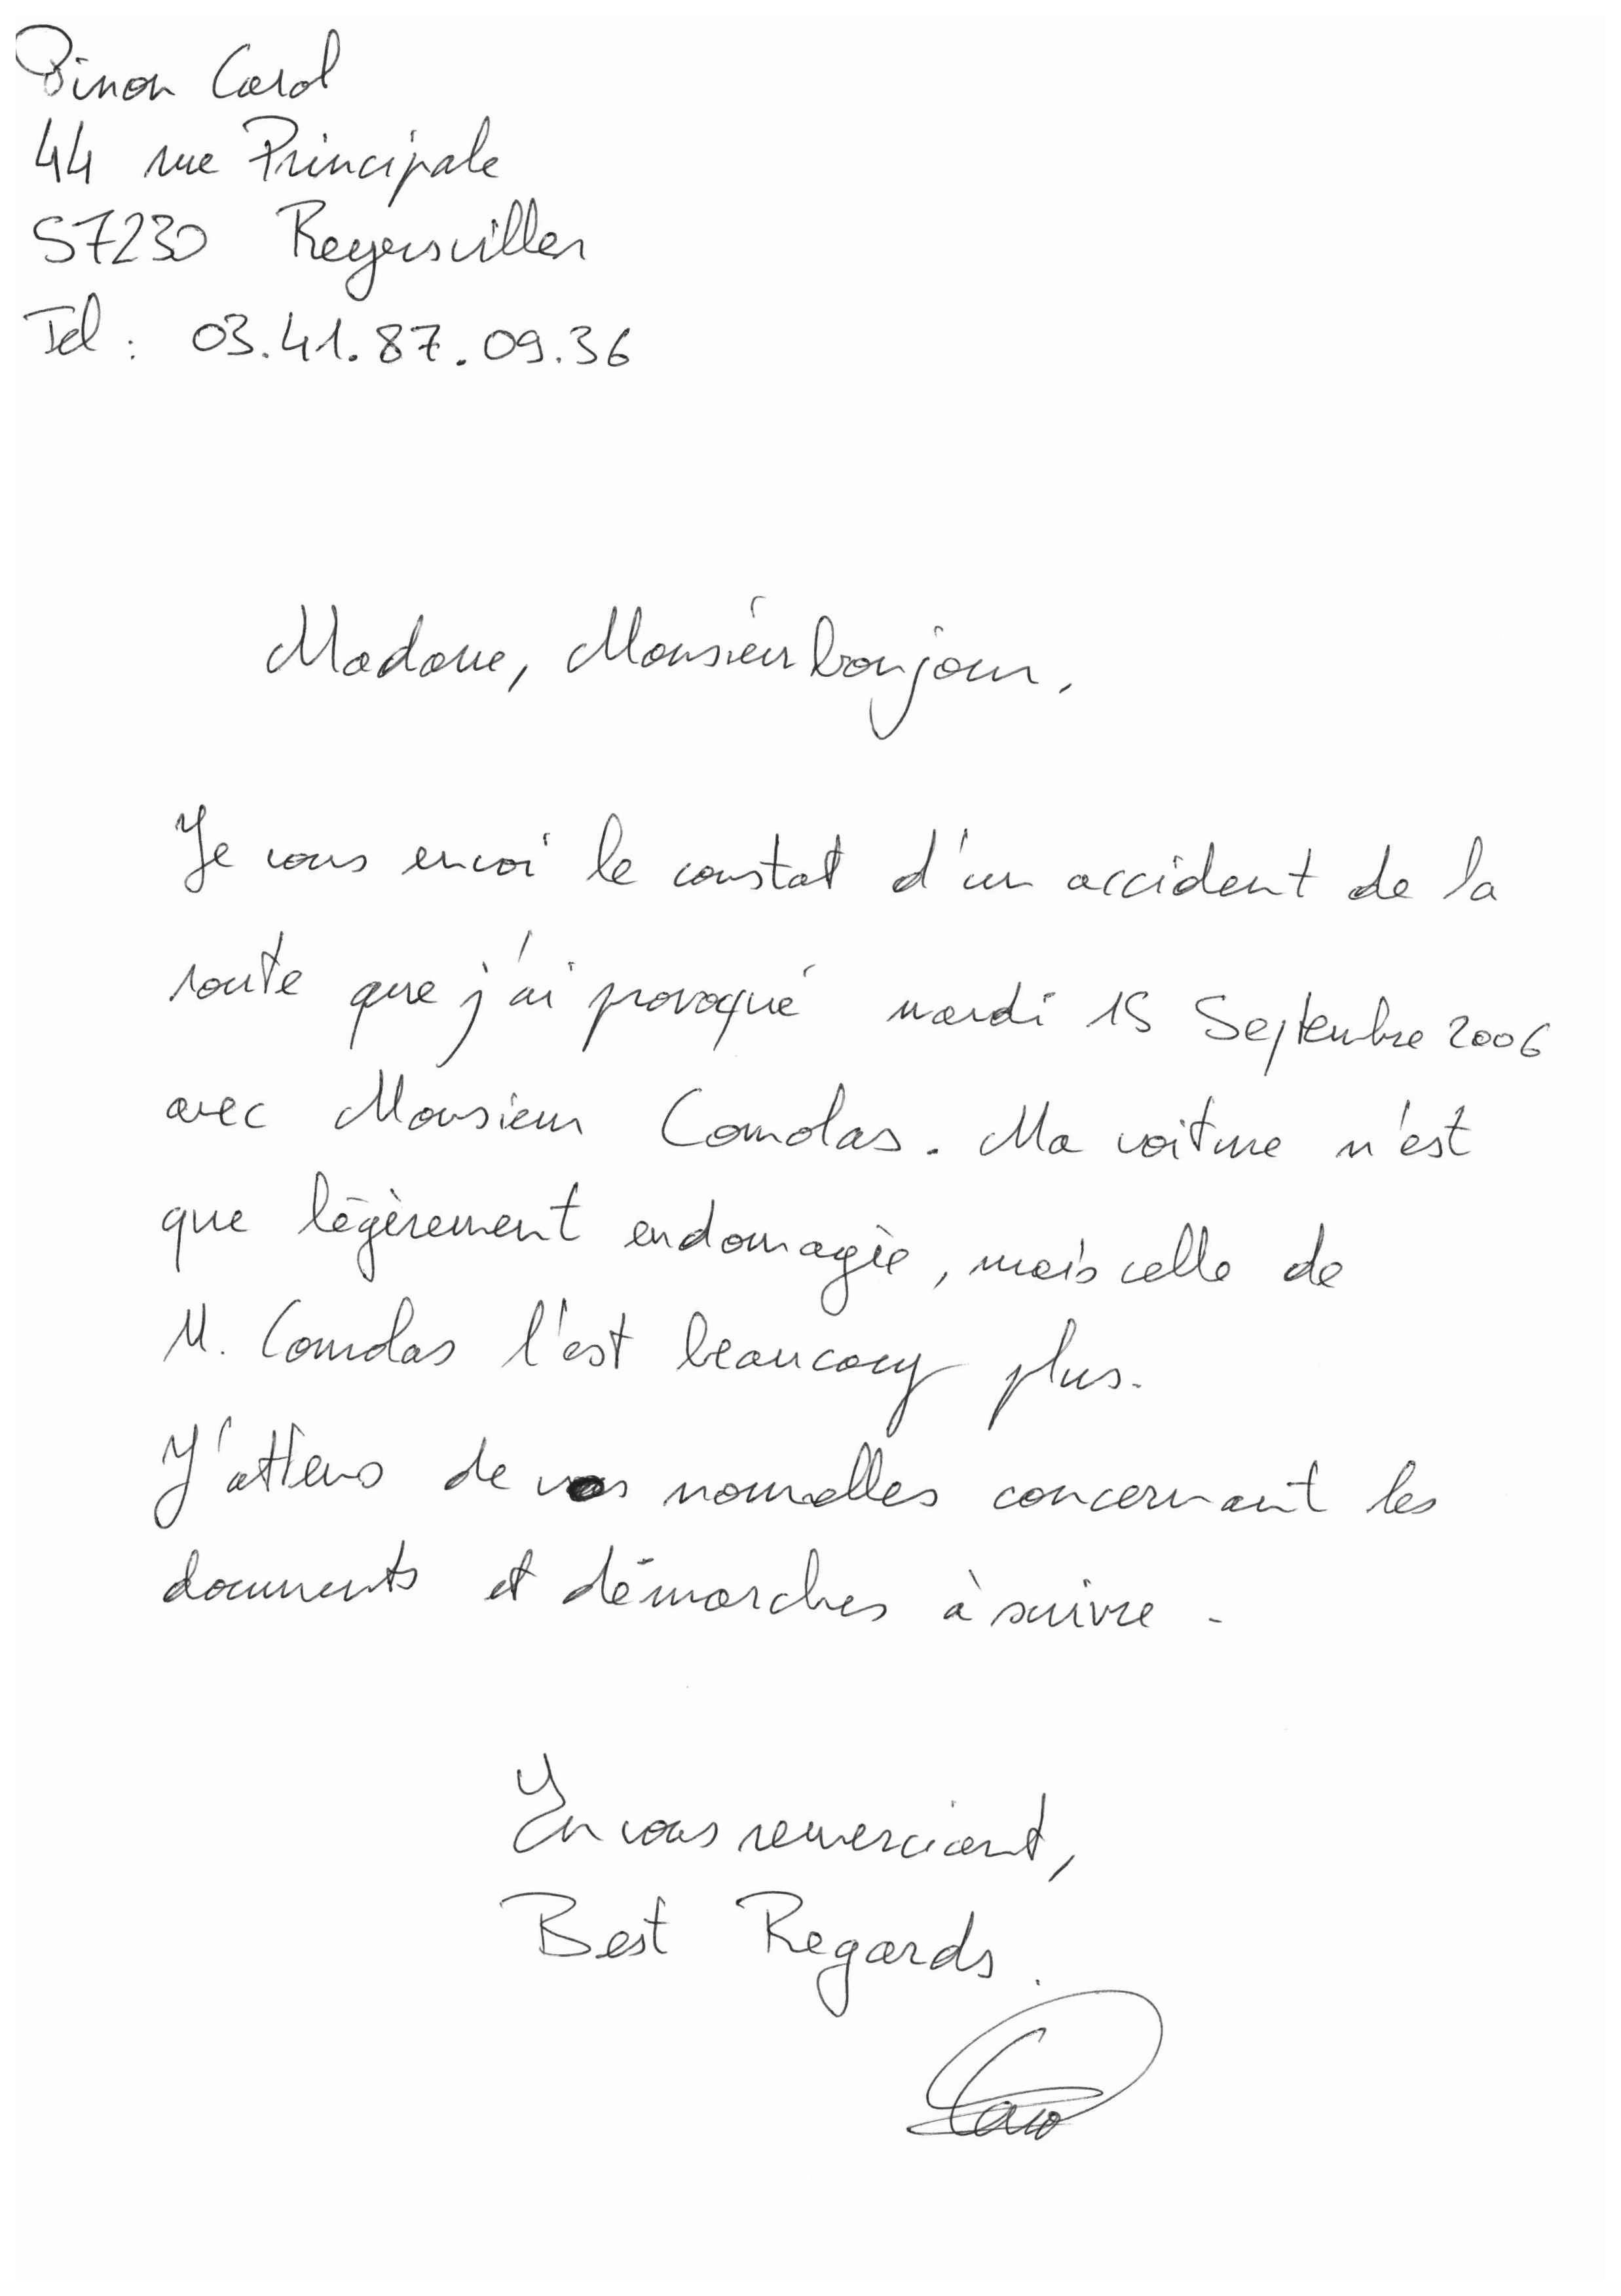 Pinon Carol
44 rue Principale
57230 Reyersviller
Tel : 03.41.87.09.36
Madame, Monsieur bonjour,
Je vous envoi le constat d'un accident de la
route que j'ai provoqué mardi 15 Septembre 2006
avec Monsieur Comolas. Ma voiture n'est
que légèrement endomagée, mais celle de
M. Comolas l'est beaucoup plus.
J'attens de vos nouvelles concernant les
documents et démarches à suivre.
En vous remerciant,
Best Regards.
Caro